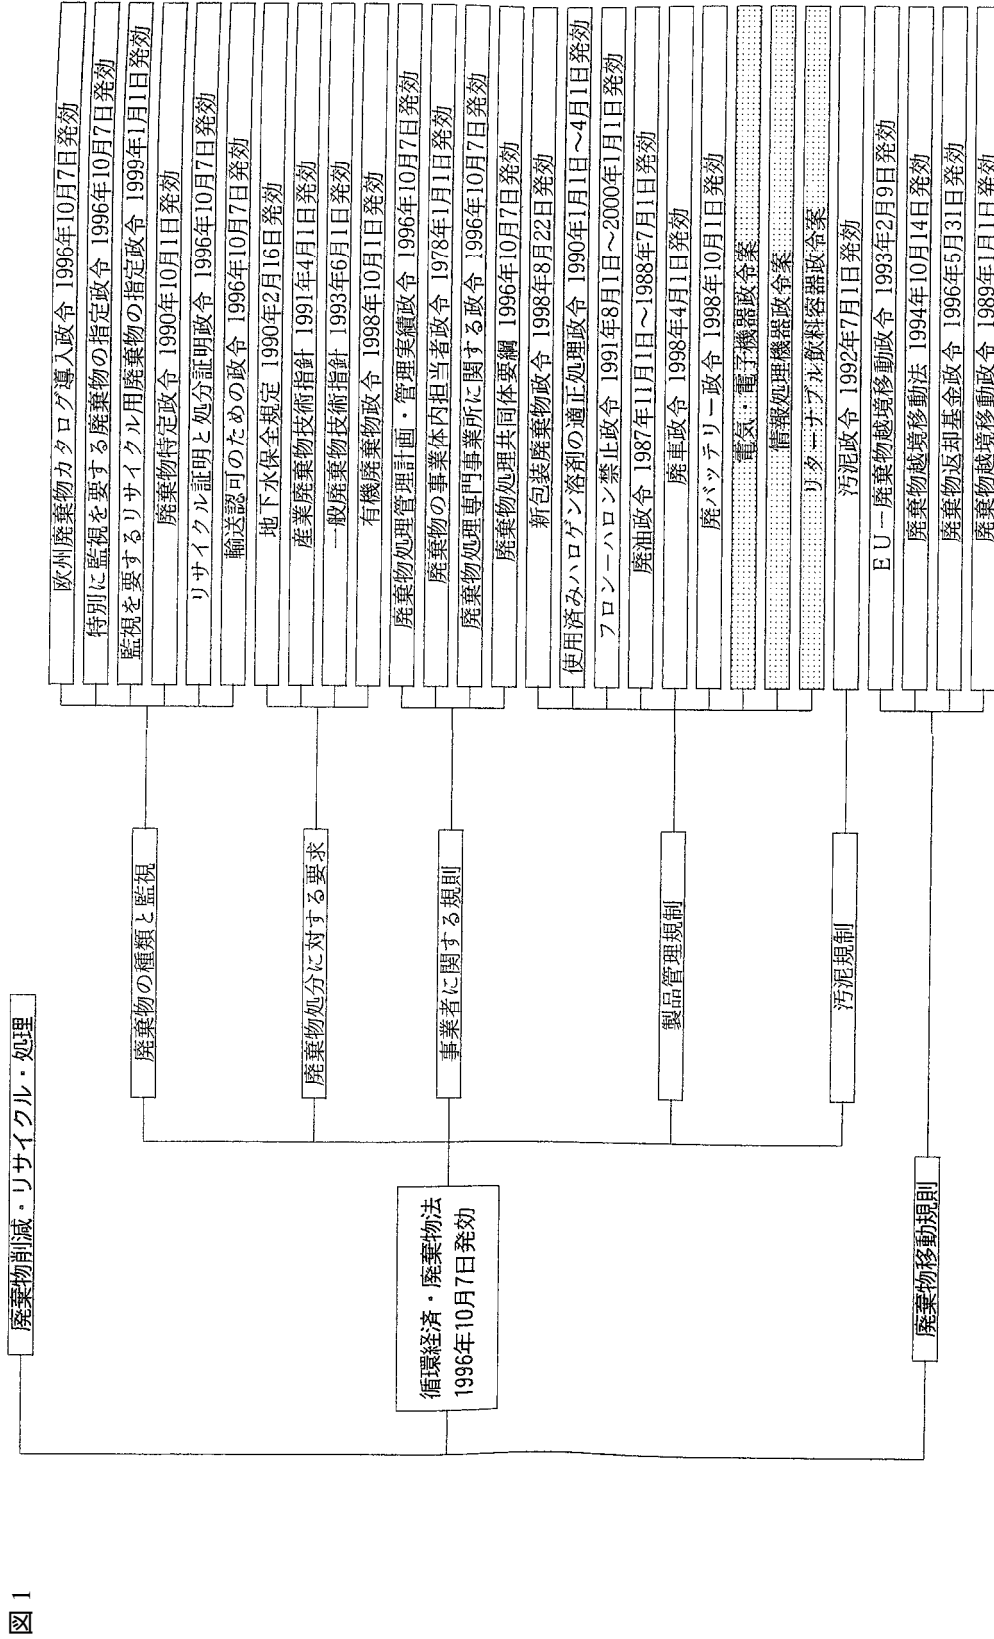 図1
廃棄物削減・リサイクル・処理
循環経済・廃棄物法
1996年10月7日発効
廃棄物移動規則
廃棄物の種類と監視
廃棄物処分に対する要求
事業者に関する規則
製品管理規制
汚泥規制
欧州廃棄物カタログ導入政令 1996年10月7日発効
特別に監視を要する廃棄物の指定政令 1996年10月7日発効
監視を要するリサイクル用廃棄物の指定政令 1999年1月1日発効
廃棄物特定政令 1990年10月1日発効
リサイクル証明と処分証明政令 1996年10月7日発効
輸送認可のための政令 1996年10月7日発効
地下水保全規定 1990年2月16日発効
産業廃棄物技術指針 1991年4月1日発効
一般廃棄物技術指針 1993年6月1日発効
有機廃棄物政令 1998年10月1日発効
廃棄物処理管理計画・管理実績政令 1996年10月7日発効
廃棄物の事業体内担当者政令 1978年1月1日発効
廃棄物処理専門事業所に関する政令 1996年10月7日発効
廃棄物処理共同体要綱 1996年10月7日発効
新包装廃棄物政令 1998年8月22日発効
使用済みハロゲン溶剤の適正処理政令 1990年1月1日～4月1日発効
フロン－ハロン禁止政令 1991年8月1日～2000年1月1日発効
廃油政令 1987年11月1日～1988年7月1日発効
廃車政令 1998年4月1日発効
廃バッテリー政令 1998年10月1日発効
電気・電子機器政令案
情報処理機器政令案
リターナブル飲料容器政令案
汚泥政令 1992年7月1日発効
ＥＵ－廃棄物越境移動政令 1993年2月9日発効
廃棄物越境移動法 1994年10月14日発効
廃棄物返却基金政令 1996年5月31日発効
廃棄物越境移動政令 1989年1月1日発効